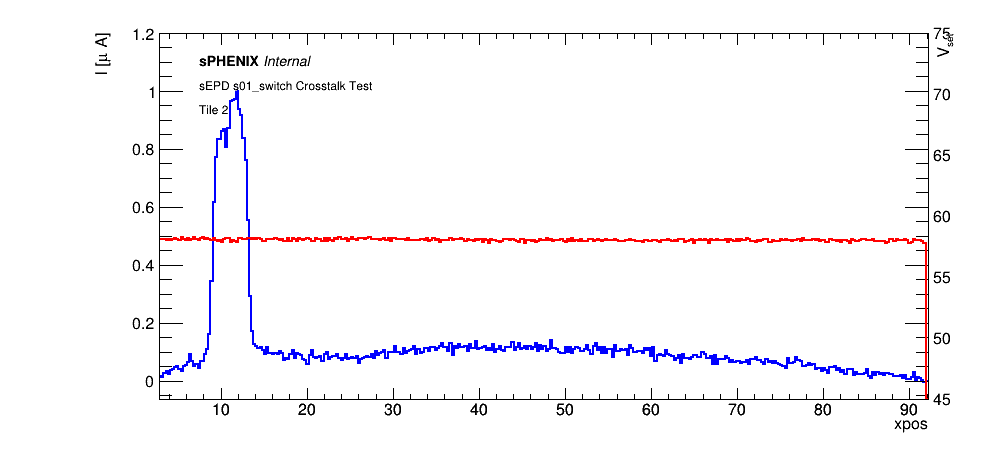 1.2
1
0.8
0.6
0.4
0.2
0
I [μ A]
sPHENIX Internal
sEPD s01_switch Crosstalk Test
Tile 2
75
70
65
60
55
50
45
V set
10 20 30 40 50 60 70 80 90
xpos